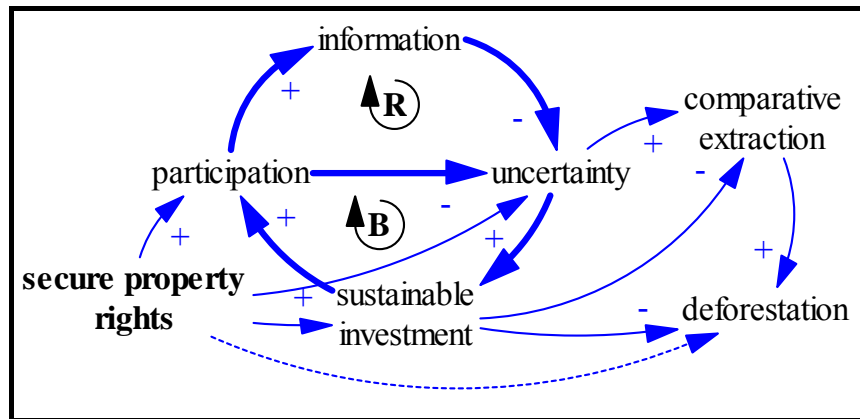 information
+
R
-
comparative
extraction
+
-
participation
uncertainty
B
-
+
+
+
+
secure property
rights
+
sustainable
investment
-
deforestation